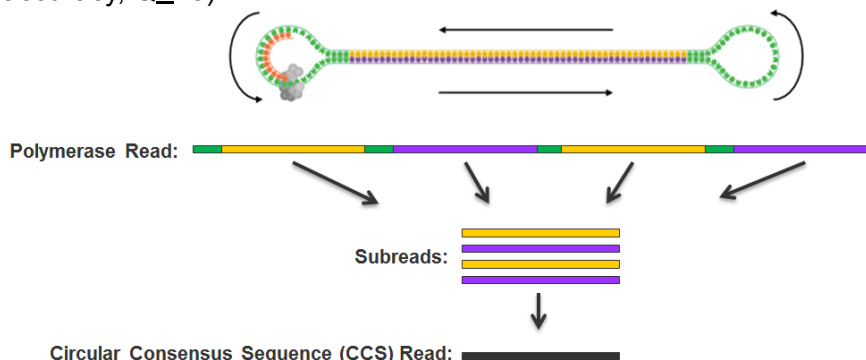 Polymerase Read:
Subreads:
Circular Consensus Sequence (CCS) Read: